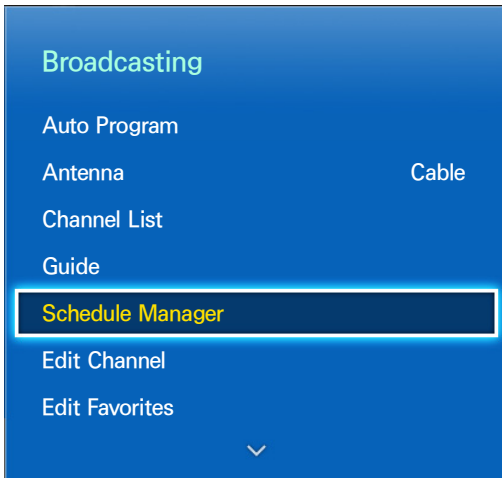 Broadcasting
Auto Program
Antenna Cable
Channel List
Guide
Schedule Manager
Edit Channel
Edit Favorites